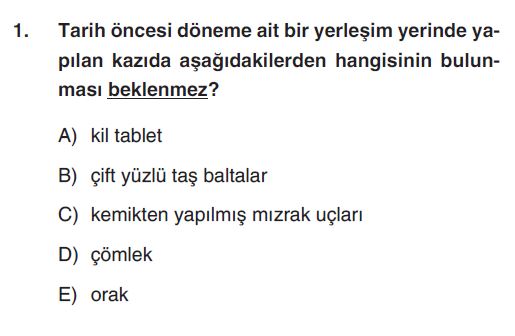 1. Tarih öncesi döneme ait bir yerleşim yerinde ya-
pılan kazıda aşağıdakilerden hangisinin bulun-
ması beklenmez?
A) kil tablet
B) çift yüzlü taş baltalar
C) kemikten yapılmış mızrak uçları
D) çömlek
E) orak